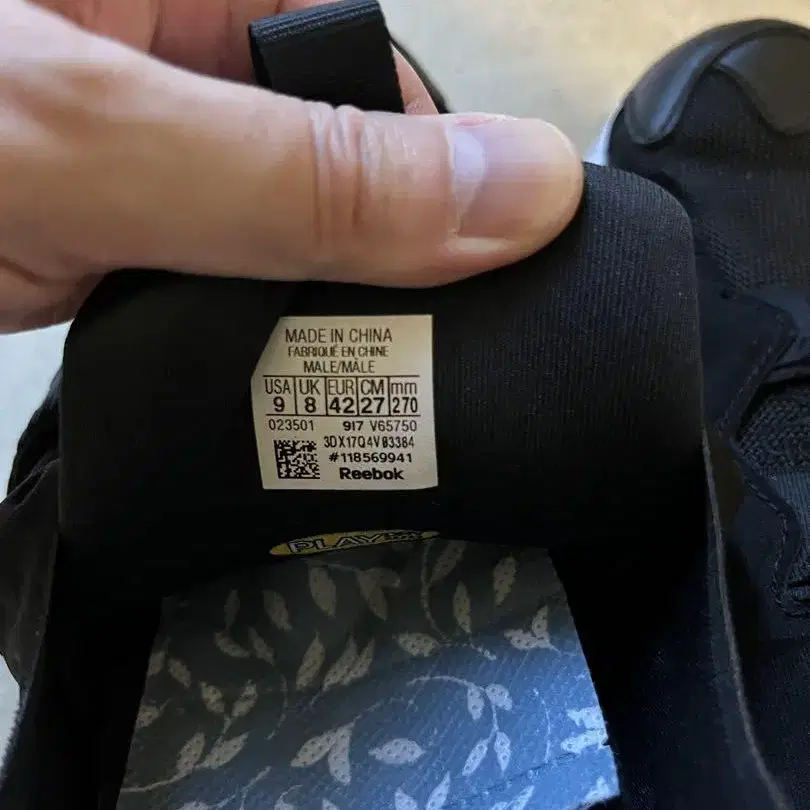 MADE IN CHINA
FABRIQUÉ EN CHINE
MALE/MÂLE
USA UK EUR CM mm
9 8 42 27 270
023501 917 V65750
3DX17Q4V03384
#118569941
Reebok
PLAY